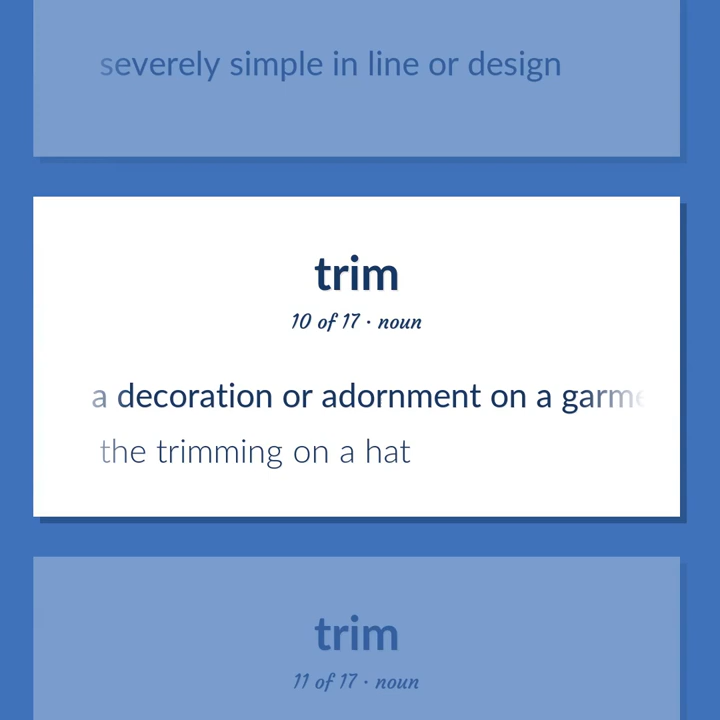 severely simple in line or design
trim
10 of 17 · noun
a decoration or adornment on a garme
the trimming on a hat
trim
11 of 17 · noun